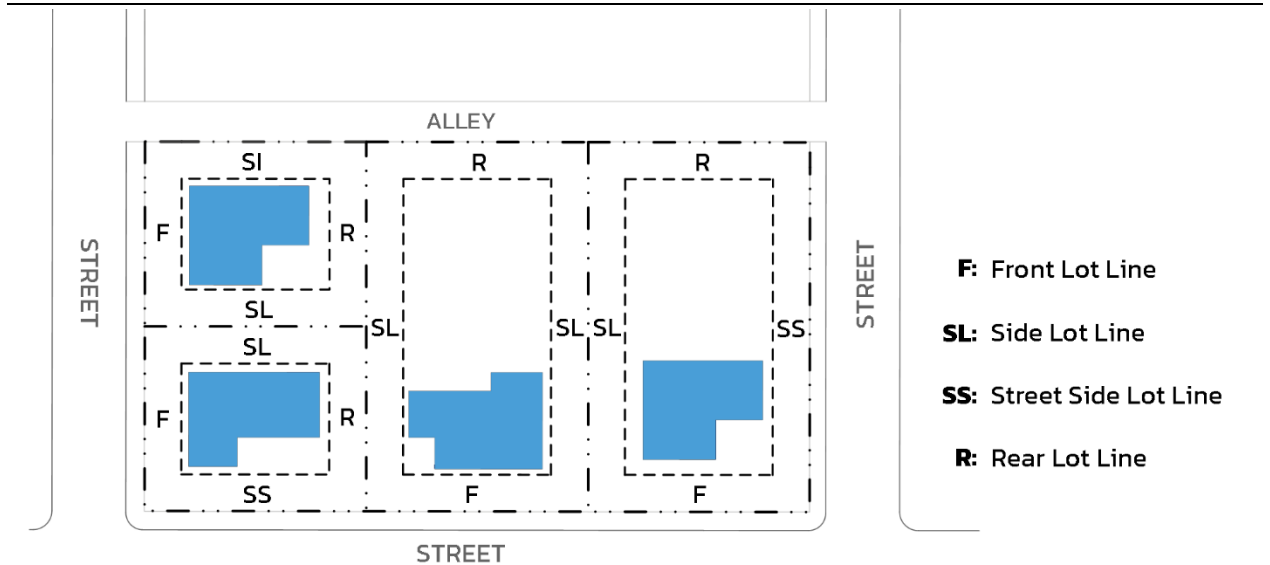 ALLEY
SI
R
R
F
R
STREET
SL
SL
SL
SL
SS
STREET
SL
F
R
SS
F
F
STREET
F: Front Lot Line
SL: Side Lot Line
SS: Street Side Lot Line
R: Rear Lot Line